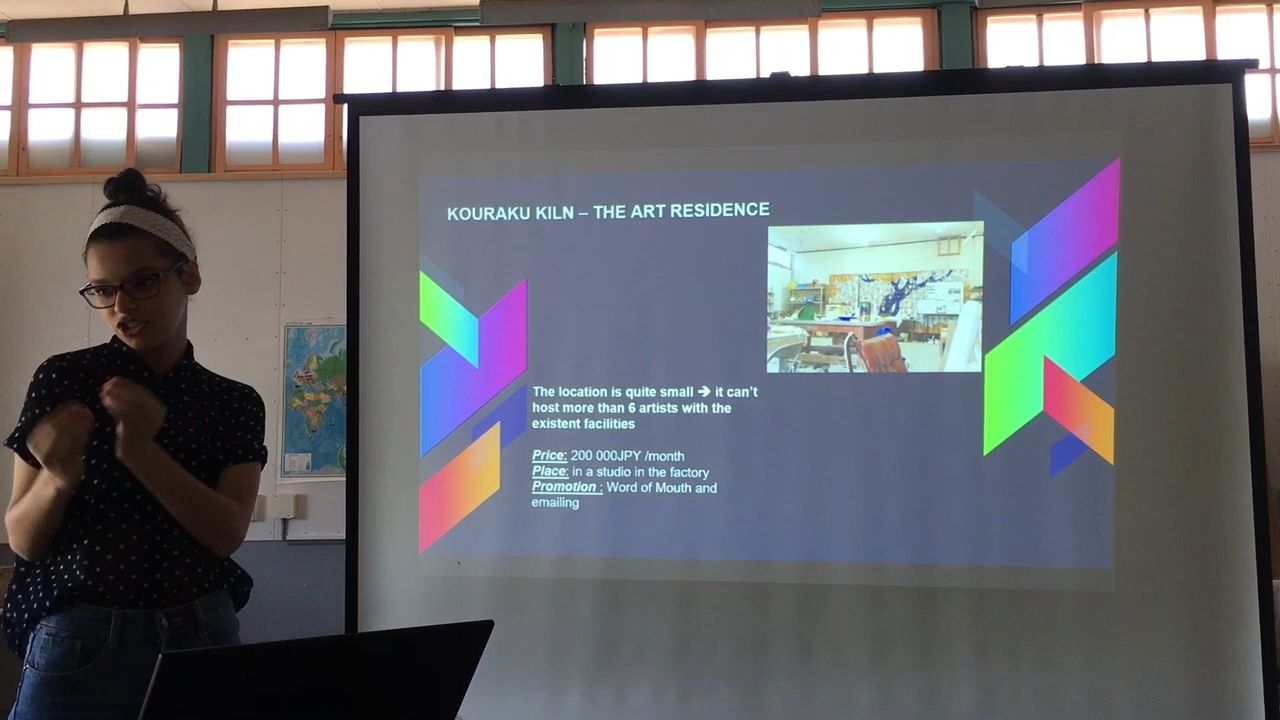 KOURAKU KILN – THE ART RESIDENCE
The location is quite small ➔ it can't
host more than 6 artists with the
existent facilities
Price: 200 000JPY /month
Place: in a studio in the factory
Promotion : Word of Mouth and
emailing